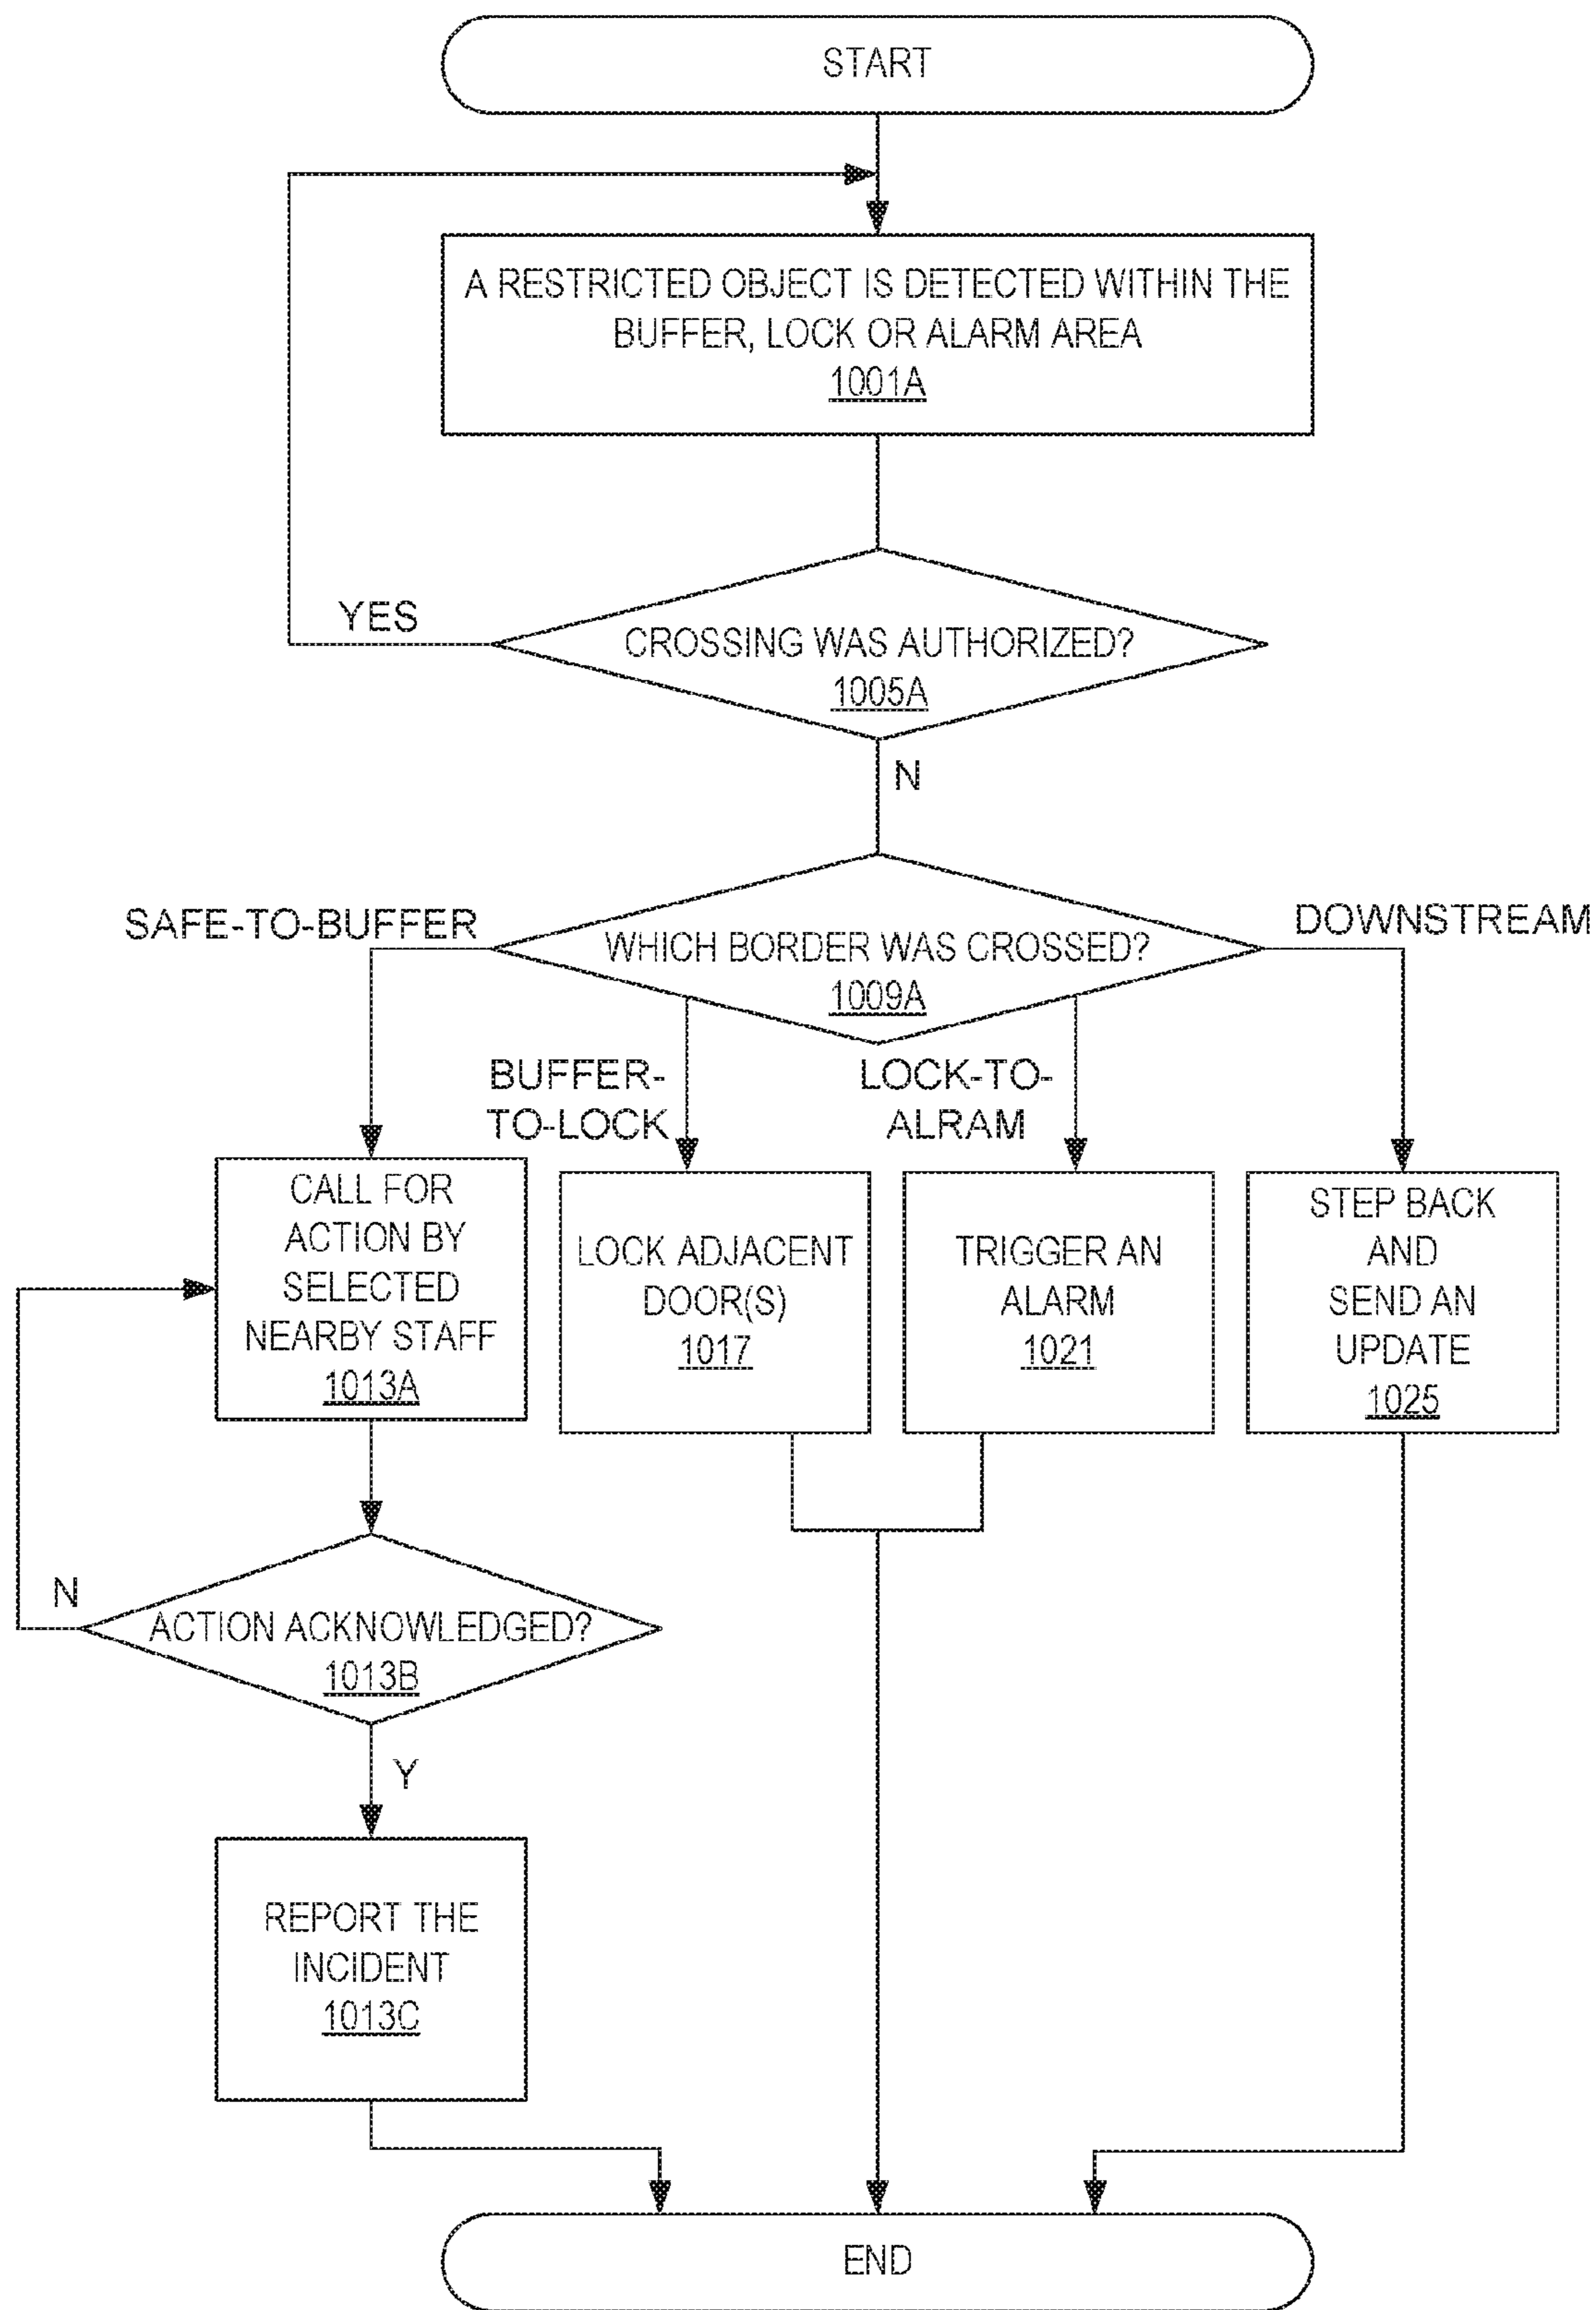 START
A RESTRICTED OBJECT IS DETECTED WITHIN THE
BUFFER, LOCK OR ALARM AREA
1001A
YES
CROSSING WAS AUTHORIZED?
1005A
N
SAFE-TO-BUFFER
WHICH BORDER WAS CROSSED?
1009A
DOWNSTREAM
BUFFER-
TO-LOCK
LOCK-TO-
ALRAM
CALL FOR
ACTION BY
SELECTED
NEARBY STAFF
1013A
LOCK ADJACENT
DOOR(S)
1017
TRIGGER AN
ALARM
1021
STEP BACK
AND
SEND AN
UPDATE
1025
N
ACTION ACKNOWLEDGED?
1013B
Y
REPORT THE
INCIDENT
1013C
END